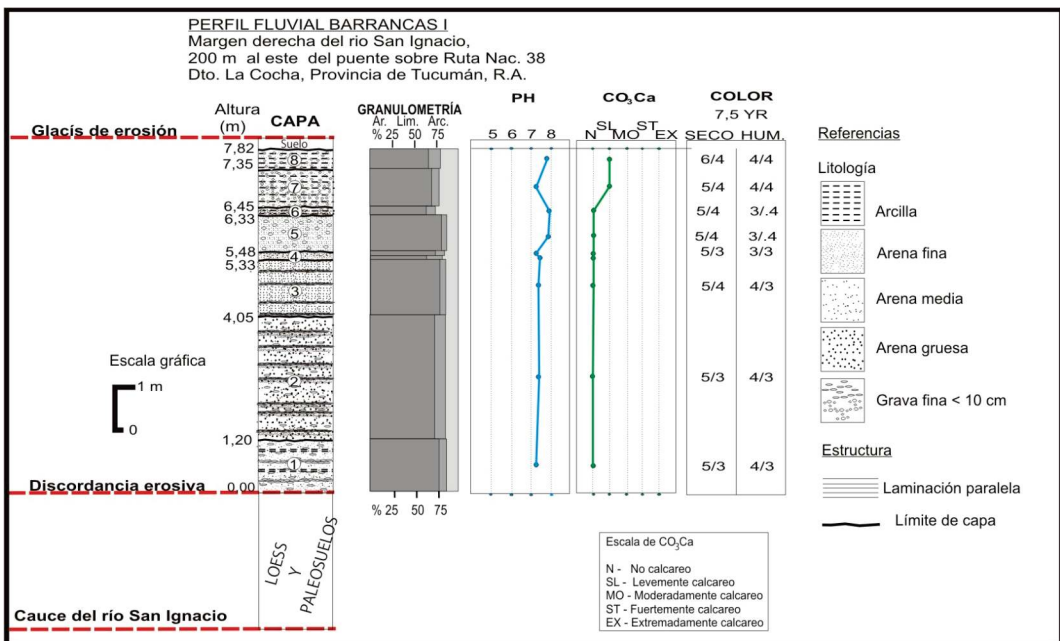 PERFIL FLUVIAL BARRANCAS I
Margen derecha del rio San Ignacio,
200 m al este del puente sobre Ruta Nac. 38
Dto. La Cocha, Provincia de Tucumán, R.A.
Altura
(m)
CAPA
GRANULOMETRÍA
Ar. Lim. Arc.
% 25 50 75
PH
5 6 7 8
CO3Ca
N SL MO ST EX
COLOR
7,5 YR
SECO HUM.
Glacís de erosión
7,82
7,35
6,45
6,33
5,48
5,33
4,05
1,20
0,00
Suelo
8
7
6
5
4
3
2
1
6/4 4/4
5/4 4/4
5/4 3/.4
5/4 3/.4
5/3 3/3
5/4 4/3
5/3 4/3
5/3 4/3
% 25 50 75
Escala gráfica
1 m
0
Discordancia erosiva
LOESS
Y
PALEOSUELOS
Cauce del río San Ignacio
Referencias
Litología
Arcilla
Arena fina
Arena media
Arena gruesa
Grava fina < 10 cm
Estructura
Laminación paralela
Límite de capa
Escala de CO3Ca
N - No calcareo
SL - Levemente calcareo
MO - Moderadamente calcareo
ST - Fuertemente calcareo
EX - Extremadamente calcareo